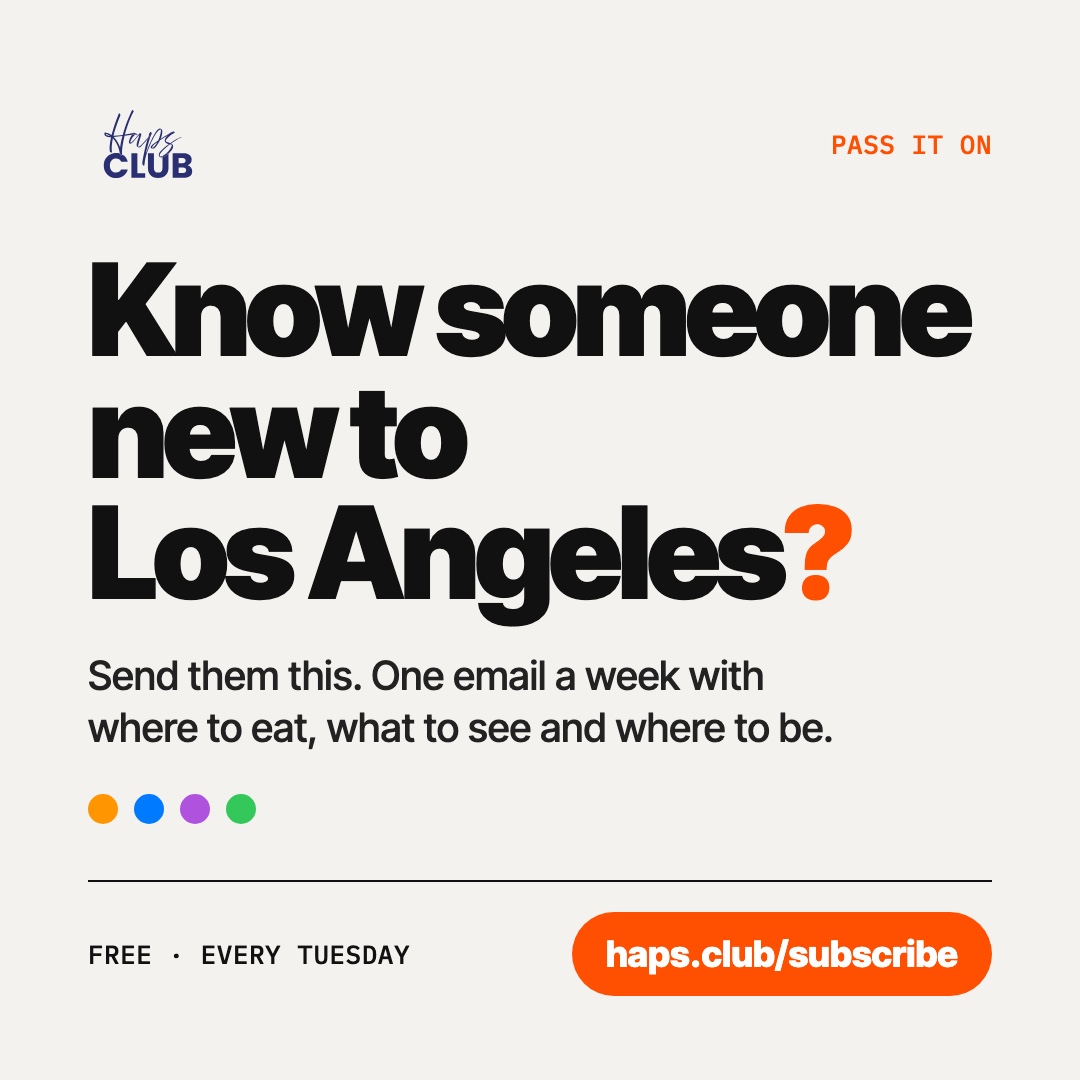 Haps
CLUB
PASS IT ON
Know someone
new to
Los Angeles?
Send them this. One email a week with
where to eat, what to see and where to be.
FREE · EVERY TUESDAY
haps.club/subscribe